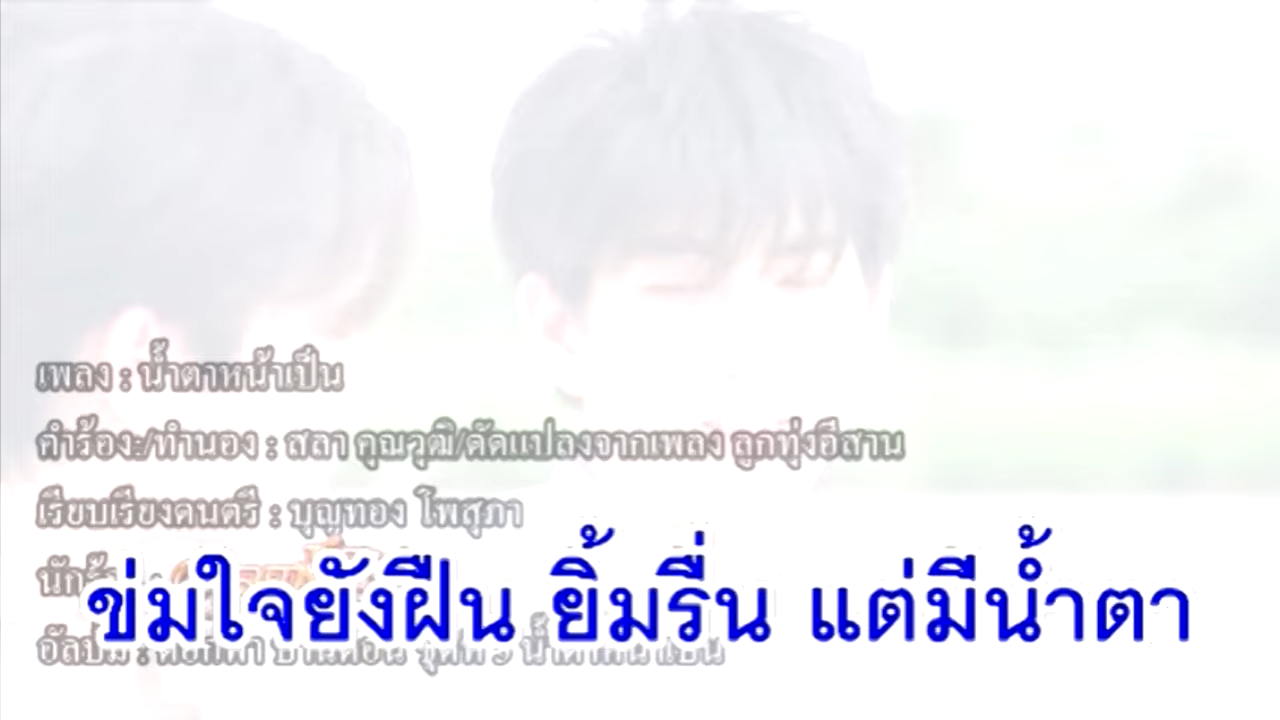 เพลง : น้ำตาหน้าเป็น
คำร้อง:/ทำนอง : สลา คุณวุฒิ/ดัดแปลงจากเพลง ลูกทุ่งอีสาน
เรียบเรียงดนตรี : บุญทอง โพสุภา
ข่มใจยังฝืน ยิ้มรื่น แต่มีน้ำตา